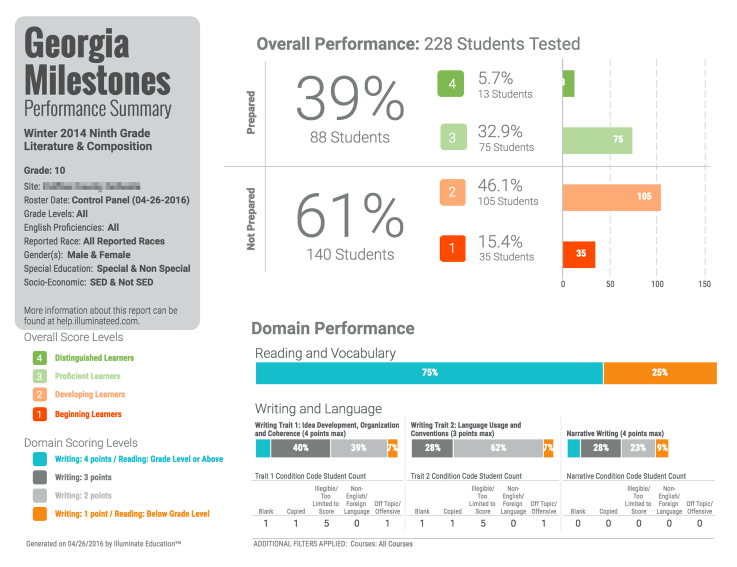 Georgia
Milestones
Performance Summary
Winter 2014 Ninth Grade
Literature & Composition
Grade: 10
Site:
Roster Date: Control Panel (04-26-2016)
Grade Levels: All
English Proficiencies: All
Reported Race: All Reported Races
Gender(s): Male & Female
Special Education: Special & Non Special
Socio-Economic: SED & Not SED
More information about this report can be
found at help.illuminateed.com.
Overall Score Levels
4 Distinguished Learners
3 Proficient Learners
2 Developing Learners
1 Beginning Learners
Domain Scoring Levels
Writing: 4 points / Reading: Grade Level or Above
Writing: 3 points
Writing: 2 points
Writing: 1 point / Reading: Below Grade Level
Generated on 04/26/2016 by Illuminate Education™
Overall Performance: 228 Students Tested
Prepared
39%
88 Students
4 5.7%
13 Students
3 32.9%
75 Students
75
Not Prepared
61%
140 Students
2 46.1%
105 Students
105
1 15.4%
35 Students
35
0 50 100 150
Domain Performance
Reading and Vocabulary
75% 25%
Writing and Language
Writing Trait 1: Idea Development, Organization
and Coherence (4 points max)
40% 39% 7%
Trait 1 Condition Code Student Count
Blank Copied Illegible/ Too Limited to Score Non- English/ Foreign Language Off Topic/ Offensive
1 1 5 0 1
Writing Trait 2: Language Usage and
Conventions (3 points max)
28% 62% 7%
Trait 2 Condition Code Student Count
Blank Copied Illegible/ Too Limited to Score Non- English/ Foreign Language Off Topic/ Offensive
1 1 5 0 1
Narrative Writing (4 points max)
28% 23% 9%
Narrative Condition Code Student Count
Blank Copied Illegible/ Too Limited to Score Non- English/ Foreign Language Off Topic/ Offensive
0 0 0 0 0
ADDITIONAL FILTERS APPLIED: Courses: All Courses